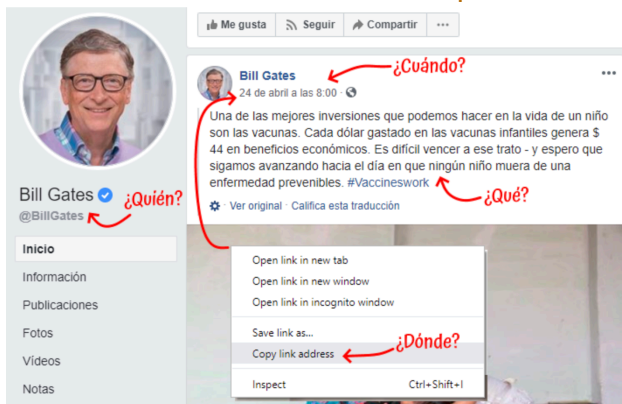 Me gusta Seguir Compartir ...
Bill Gates
¿Cuándo?
24 de abril a las 8:00 ·
Una de las mejores inversiones que podemos hacer en la vida de un niño
son las vacunas. Cada dólar gastado en las vacunas infantiles genera $
44 en beneficios económicos. Es difícil vencer a ese trato - y espero que
sigamos avanzando hacia el día en que ningún niño muera de una
enfermedad prevenibles. #Vaccineswork
¿Qué?
· Ver original · Califica esta traducción
Bill Gates
¿Quién?
@BillGates
Inicio
Información
Publicaciones
Fotos
Vídeos
Notas
Open link in new tab
Open link in new window
Open link in incognito window
Save link as...
Copy link address
¿Dónde?
Inspect Ctrl+Shift+I